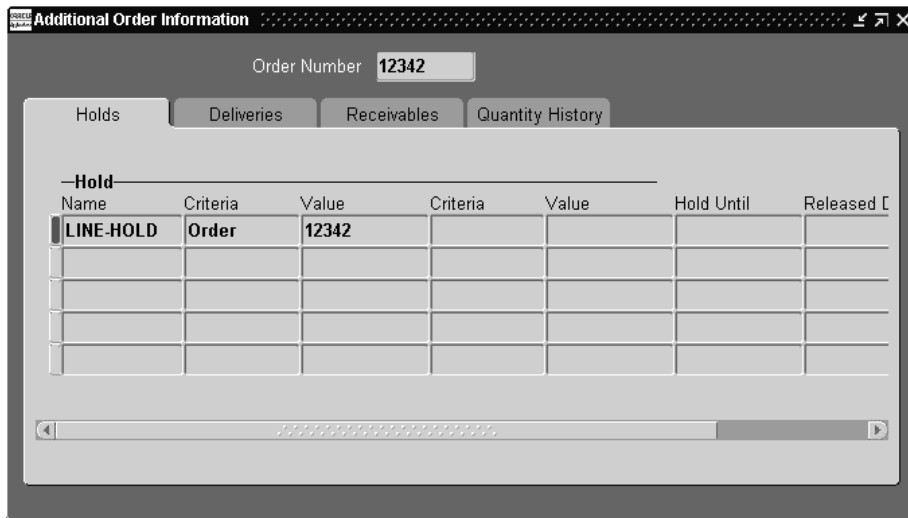 Additional Order Information
Order Number 12342
Holds Deliveries Receivables Quantity History
Hold
Name Criteria Value Criteria Value Hold Until Released D
LINE-HOLD Order 12342